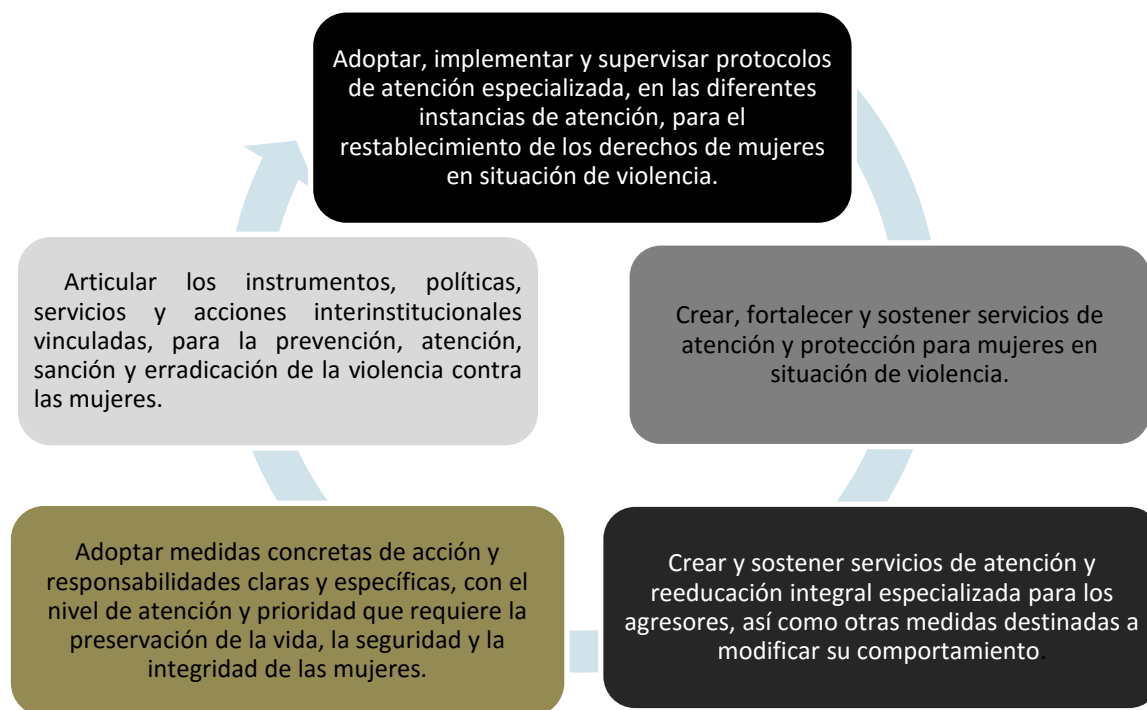 Adoptar, implementar y supervisar protocolos
de atención especializada, en las diferentes
instancias de atención, para el
restablecimiento de los derechos de mujeres
en situación de violencia.
Crear, fortalecer y sostener servicios de
atención y protección para mujeres en
situación de violencia.
Crear y sostener servicios de atención y
reeducación integral especializada para los
agresores, así como otras medidas destinadas a
modificar su comportamiento.
Adoptar medidas concretas de acción y
responsabilidades claras y específicas, con el
nivel de atención y prioridad que requiere la
preservación de la vida, la seguridad y la
integridad de las mujeres.
Articular los instrumentos, políticas,
servicios y acciones interinstitucionales
vinculadas, para la prevención, atención,
sanción y erradicación de la violencia contra
las mujeres.